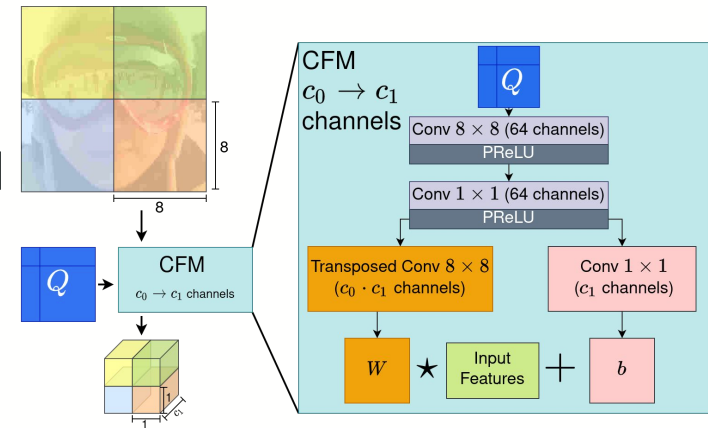 8
8
Q
CFM
c₀ → c₁ channels
1
1
c₁
CFM
c₀ → c₁
channels
Q
Conv 8 × 8 (64 channels)
PReLU
Conv 1 × 1 (64 channels)
PReLU
Transposed Conv 8 × 8
(c₀ · c₁ channels)
Conv 1 × 1
(c₁ channels)
W ★ Input Features + b